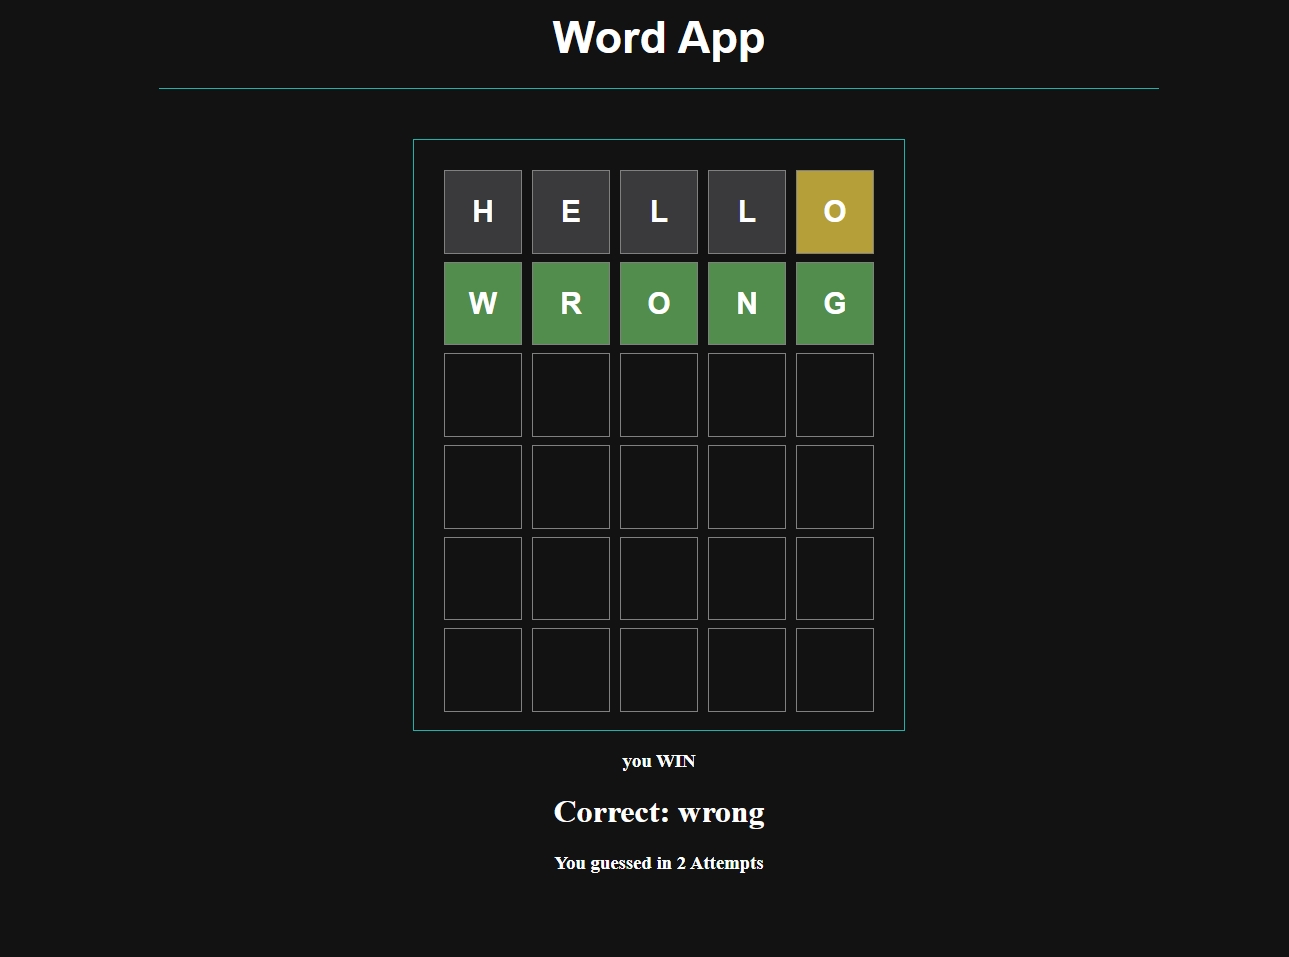 Word App
H E L L O
W R O N G
you WIN
Correct: wrong
You guessed in 2 Attempts